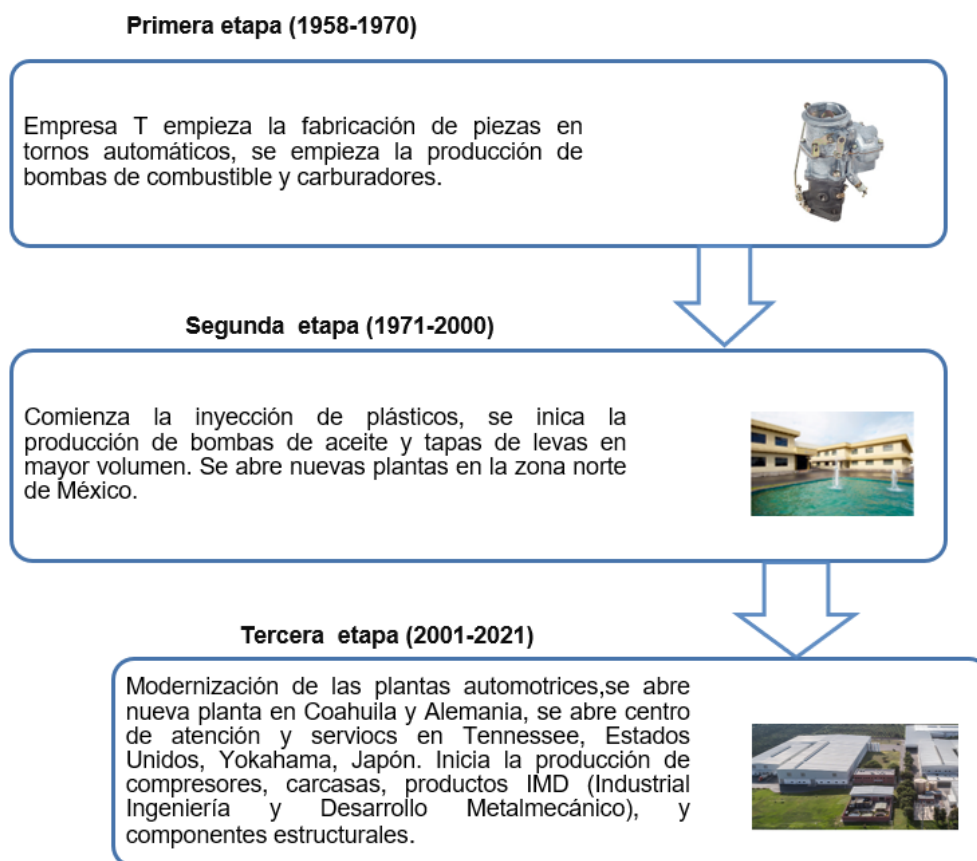 Primera etapa (1958-1970)
Empresa T empieza la fabricación de piezas en
tornos automáticos, se empieza la producción de
bombas de combustible y carburadores.
Segunda etapa (1971-2000)
Comienza la inyección de plásticos, se inica la
producción de bombas de aceite y tapas de levas en
mayor volumen. Se abre nuevas plantas en la zona norte
de México.
Tercera etapa (2001-2021)
Modernización de las plantas automotrices,se abre
nueva planta en Coahuila y Alemania, se abre centro
de atención y serviocs en Tennessee, Estados
Unidos, Yokahama, Japón. Inicia la producción de
compresores, carcasas, productos IMD (Industrial
Ingeniería y Desarrollo Metalmecánico), y
componentes estructurales.